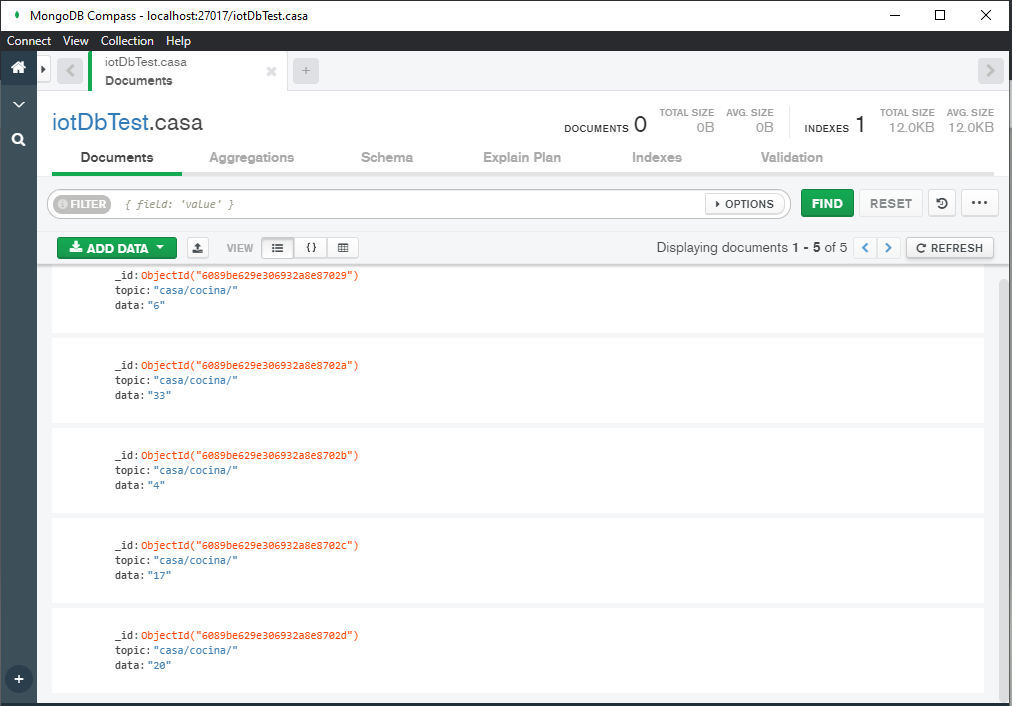 MongoDB Compass - localhost:27017/iotDbTest.casa
Connect View Collection Help
iotDbTest.casa
Documents
iotDbTest.casa
DOCUMENTS 0 TOTAL SIZE 0B AVG. SIZE 0B INDEXES 1 TOTAL SIZE 12.0KB AVG. SIZE 12.0KB
Documents Aggregations Schema Explain Plan Indexes Validation
FILTER { field: 'value' } OPTIONS FIND RESET
ADD DATA VIEW { } Displaying documents 1 - 5 of 5 REFRESH
_id: ObjectId("6089be629e306932a8e87029")
topic: "casa/cocina/"
data: "6"
_id: ObjectId("6089be629e306932a8e8702a")
topic: "casa/cocina/"
data: "33"
_id: ObjectId("6089be629e306932a8e8702b")
topic: "casa/cocina/"
data: "4"
_id: ObjectId("6089be629e306932a8e8702c")
topic: "casa/cocina/"
data: "17"
_id: ObjectId("6089be629e306932a8e8702d")
topic: "casa/cocina/"
data: "20"